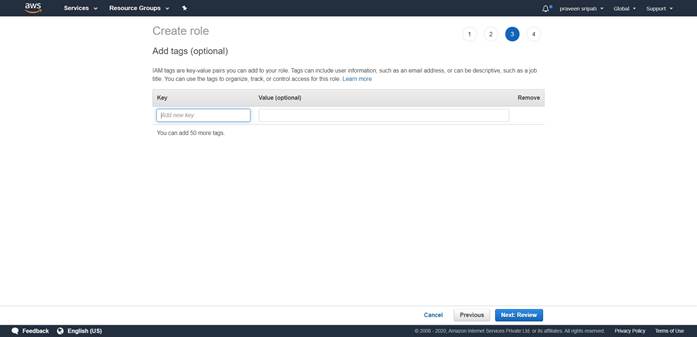 aws Services Resource Groups praveen sripati Global Support
Create role
1 2 3 4
Add tags (optional)
IAM tags are key-value pairs you can add to your role. Tags can include user information, such as an email address, or can be descriptive, such as a job
title. You can use the tags to organize, track, or control access for this role. Learn more
Key Value (optional) Remove
Add new key
You can add 50 more tags.
Cancel Previous Next: Review
Feedback English (US) © 2008 - 2020, Amazon Internet Services Private Ltd. or its affiliates. All rights reserved. Privacy Policy Terms of Use